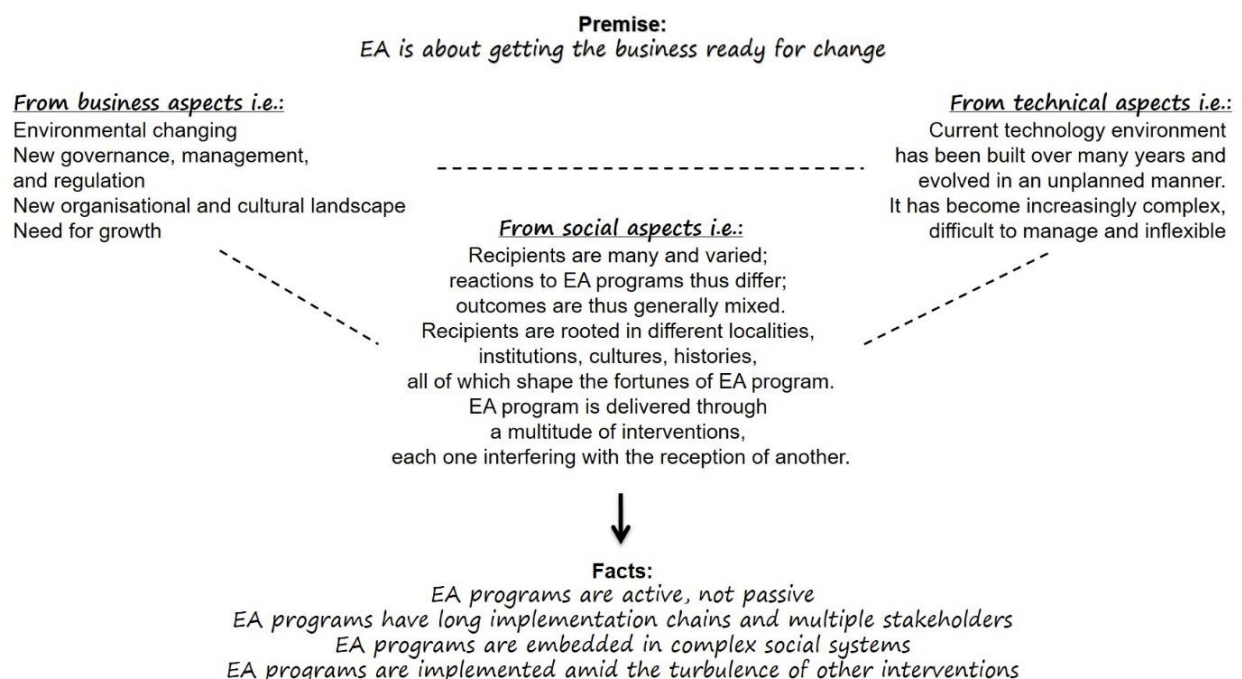 Premise:
EA is about getting the business ready for change
From business aspects i.e.:
Environmental changing
New governance, management,
and regulation
New organisational and cultural landscape
Need for growth
From technical aspects i.e.:
Current technology environment
has been built over many years and
evolved in an unplanned manner.
It has become increasingly complex,
difficult to manage and inflexible
From social aspects i.e.:
Recipients are many and varied;
reactions to EA programs thus differ;
outcomes are thus generally mixed.
Recipients are rooted in different localities,
institutions, cultures, histories,
all of which shape the fortunes of EA program.
EA program is delivered through
a multitude of interventions,
each one interfering with the reception of another.
Facts:
EA programs are active, not passive
EA programs have long implementation chains and multiple stakeholders
EA programs are embedded in complex social systems
EA programs are implemented amid the turbulence of other interventions